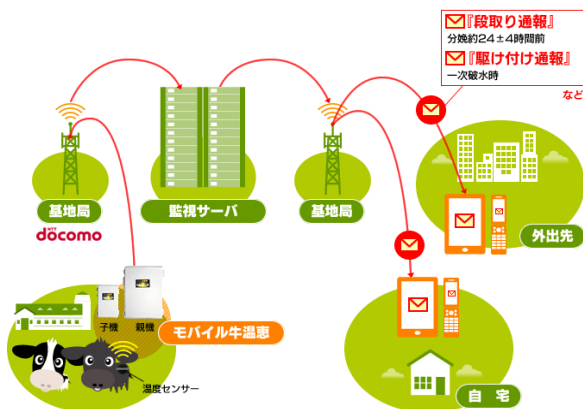 『段取り通報』
分娩約24±4時間前
『駆け付け通報』
一次破水時
など
基地局
監視サーバ
基地局
NTT
docomo
外出先
子機
親機
モバイル牛温恵
温度センサー
自 宅